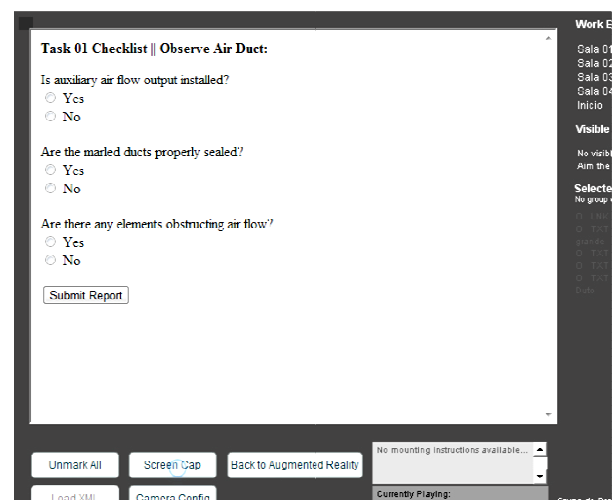 Task 01 Checklist || Observe Air Duct:
Is auxiliary air flow output installed?
Yes
No
Are the marled ducts properly sealed?
Yes
No
Are there any elements obstructing air flow?
Yes
No
Submit Report
Unmark All
Screen Cap
Back to Augmented Reality
Load XML
Camera Config
No mounting instructions available...
Currently Playing:
Work E
Sala 01
Sala 02
Sala 03
Sala 04
Inicio
Visible
No visibl
Aim the
Selecte
No group